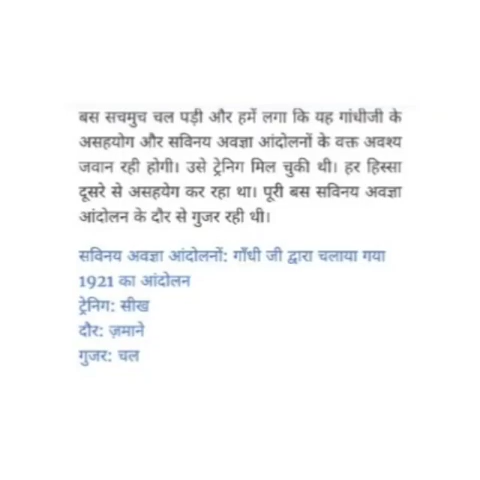 बस सचमुच चल पड़ी और हमें लगा कि यह गांधीजी के
असहयोग और सविनय अवज्ञा आंदोलनों के वक्त अवश्य
जवान रही होगी। उसे ट्रेनिग मिल चुकी थी। हर हिस्सा
दूसरे से असहयेग कर रहा था। पूरी बस सविनय अवज्ञा
आंदोलन के दौर से गुजर रही थी।
सविनय अवज्ञा आंदोलनों: गाँधी जी द्वारा चलाया गया
1921 का आंदोलन
ट्रेनिग: सीख
दौर: ज़माने
गुजर: चल